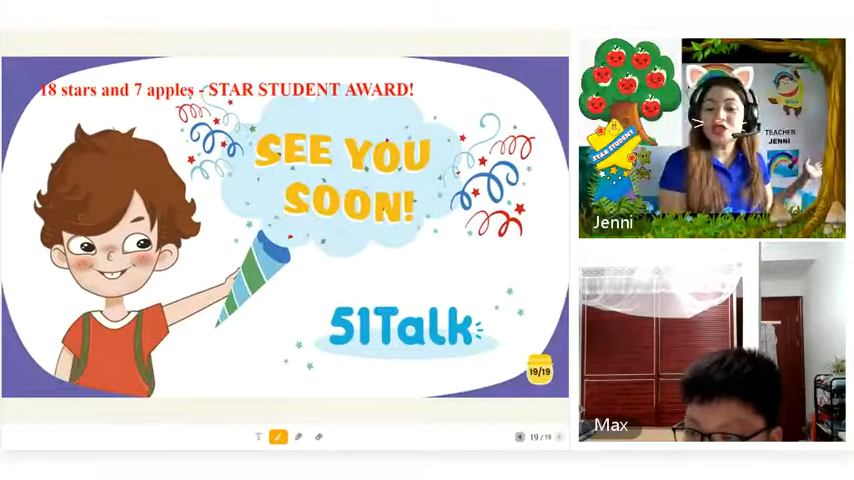 18 stars and 7 apples - STAR STUDENT AWARD!
SEE YOU
SOON!
51Talk
19/19
T
19 / 19
STAR STUDENT
TEACHER
JENNI
Jenni
Max